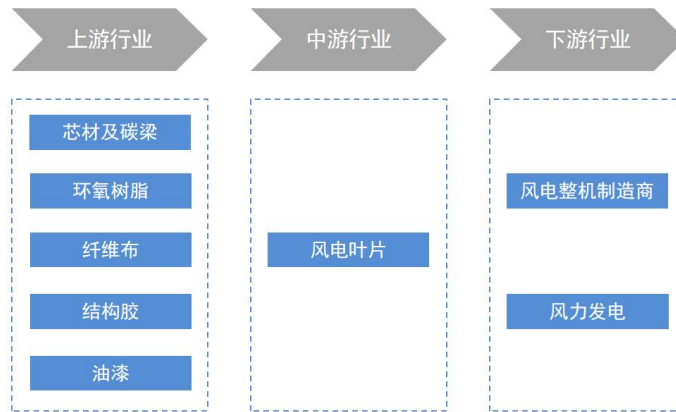 上游行业
中游行业
下游行业
芯材及碳梁
环氧树脂
纤维布
结构胶
油漆
风电叶片
风电整机制造商
风力发电